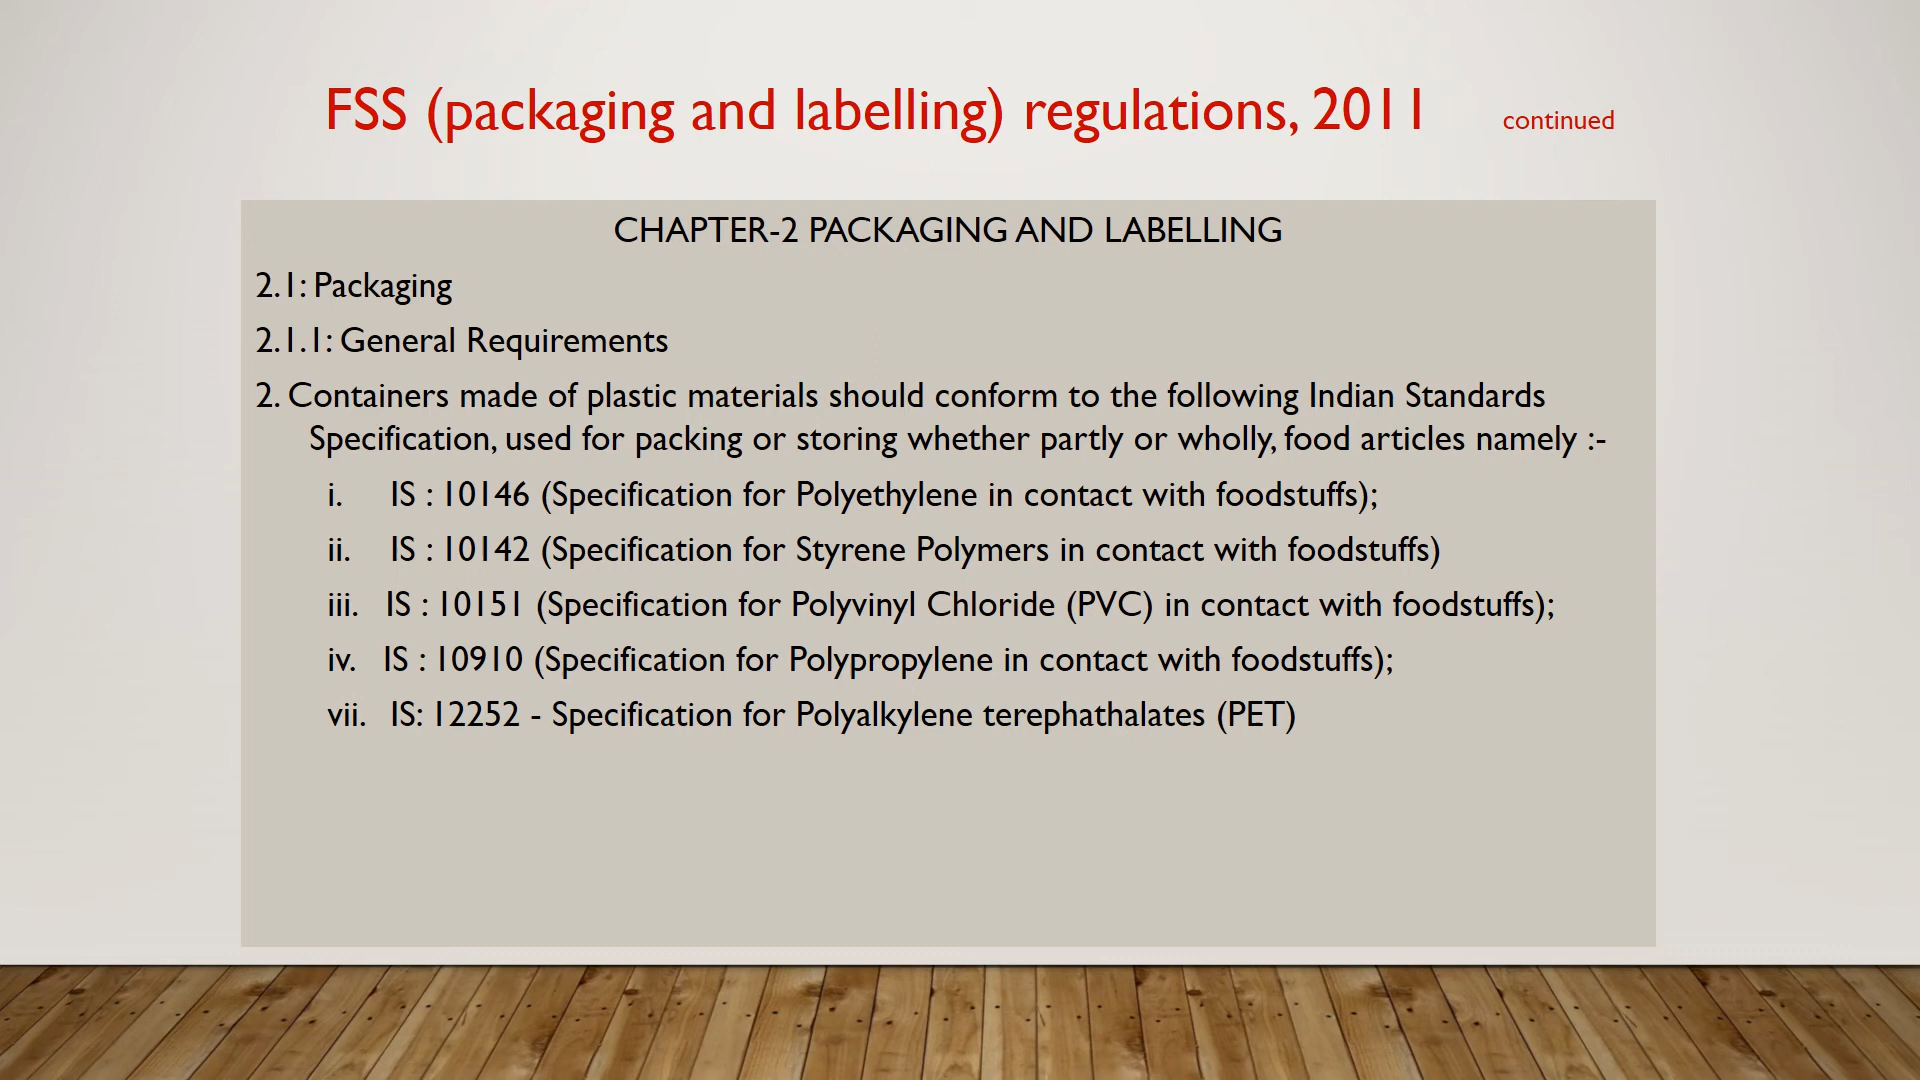 FSS (packaging and labelling) regulations, 2011 continued
CHAPTER-2 PACKAGING AND LABELLING
2.1: Packaging
2.1.1: General Requirements
2. Containers made of plastic materials should conform to the following Indian Standards
Specification, used for packing or storing whether partly or wholly, food articles namely :-
i. IS : 10146 (Specification for Polyethylene in contact with foodstuffs);
ii. IS : 10142 (Specification for Styrene Polymers in contact with foodstuffs)
iii. IS : 10151 (Specification for Polyvinyl Chloride (PVC) in contact with foodstuffs);
iv. IS : 10910 (Specification for Polypropylene in contact with foodstuffs);
vii. IS: 12252 - Specification for Polyalkylene terephathalates (PET)